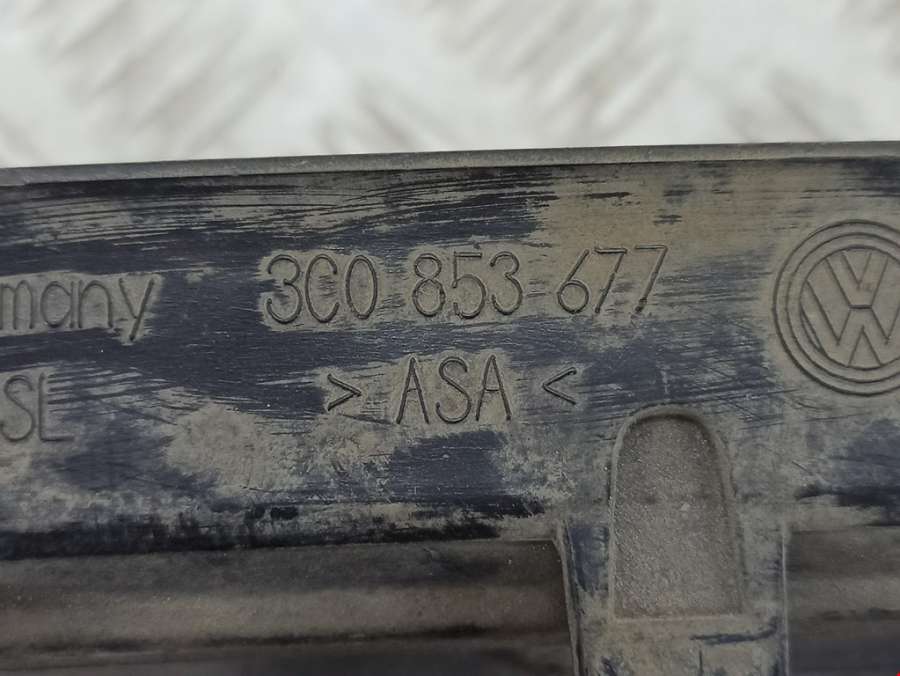 many 3C0 853 677
SL > ASA <